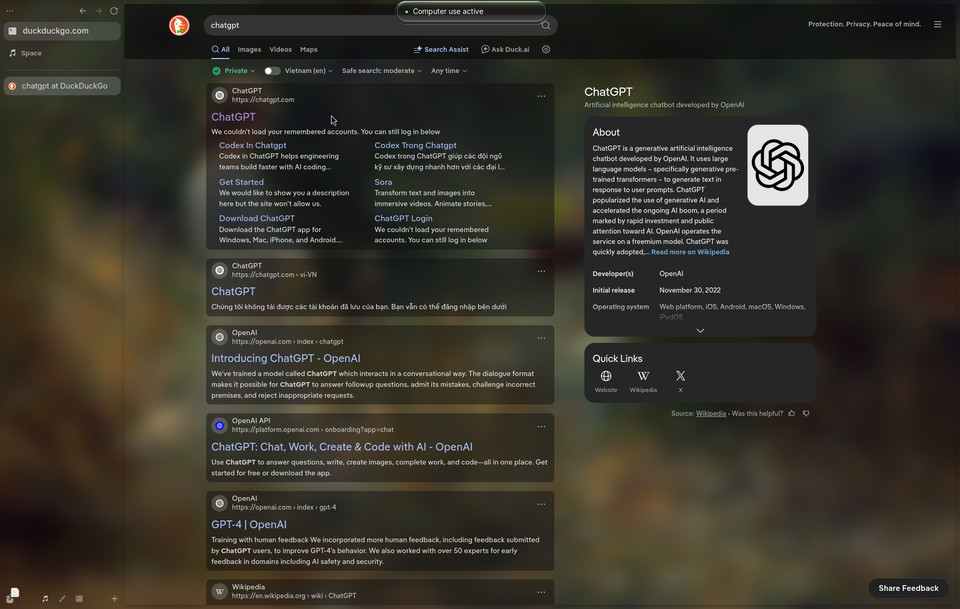 Computer use active
duckduckgo.com
Space
chatgpt at DuckDuckGo
chatgpt
Protection. Privacy. Peace of mind.
All
Images
Videos
Maps
Search Assist
Ask Duck.ai
Private
Vietnam (en)
Safe search: moderate
Any time
ChatGPT
https://chatgpt.com
ChatGPT
We couldn't load your remembered accounts. You can still log in below
Codex In Chatgpt
Codex in ChatGPT helps engineering
teams build faster with AI coding...
Codex Trong Chatgpt
Codex trong ChatGPT giúp các đội ngũ
kỹ sư xây dựng nhanh hơn với các đại l...
Get Started
We would like to show you a description
here but the site won't allow us.
Sora
Transform text and images into
immersive videos. Animate stories,...
Download ChatGPT
Download the ChatGPT app for
Windows, Mac, iPhone, and Android....
ChatGPT Login
We couldn't load your remembered
accounts. You can still log in below
ChatGPT
https://chatgpt.com › vi-VN
ChatGPT
Chúng tôi không tải được các tài khoản đã lưu của bạn. Bạn vẫn có thể đăng nhập bên dưới
OpenAI
https://openai.com › index › chatgpt
Introducing ChatGPT - OpenAI
We've trained a model called ChatGPT which interacts in a conversational way. The dialogue format
makes it possible for ChatGPT to answer followup questions, admit its mistakes, challenge incorrect
premises, and reject inappropriate requests.
OpenAI API
https://platform.openai.com › onboarding?app=chat
ChatGPT: Chat, Work, Create & Code with AI - OpenAI
Use ChatGPT to answer questions, write, create images, complete work, and code—all in one place. Get
started for free or download the app.
OpenAI
https://openai.com › index › gpt-4
GPT-4 | OpenAI
Training with human feedback We incorporated more human feedback, including feedback submitted
by ChatGPT users, to improve GPT-4's behavior. We also worked with over 50 experts for early
feedback in domains including AI safety and security.
Wikipedia
https://en.wikipedia.org › wiki › ChatGPT
ChatGPT
Artificial intelligence chatbot developed by OpenAI
About
ChatGPT is a generative artificial intelligence
chatbot developed by OpenAI. It uses large
language models – specifically generative pre-
trained transformers – to generate text in
response to user prompts. ChatGPT
popularized the use of generative AI and
accelerated the ongoing AI boom, a period
marked by rapid investment and public
attention toward AI. OpenAI operates the
service on a freemium model. ChatGPT was
quickly adopted,... Read more on Wikipedia
Developer(s) OpenAI
Initial release November 30, 2022
Operating system Web platform, iOS, Android, macOS, Windows,
iPadOS
Quick Links
Website
Wikipedia
X
Source: Wikipedia • Was this helpful?
Share Feedback